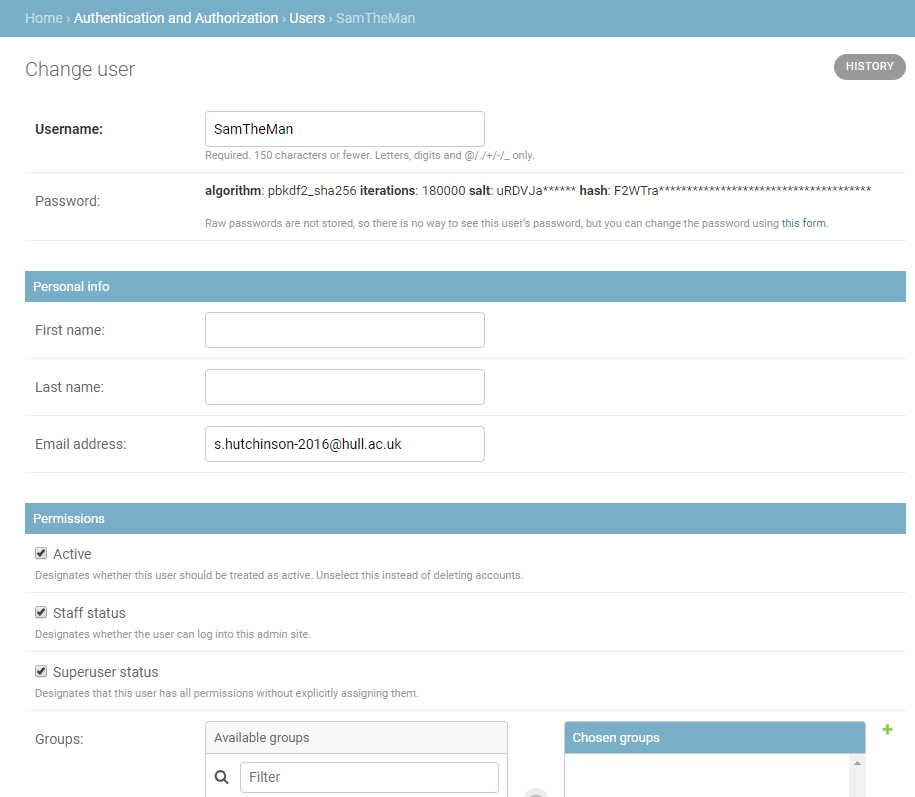 Home › Authentication and Authorization › Users › SamTheMan
Change user
HISTORY
Username:
SamTheMan
Required. 150 characters or fewer. Letters, digits and @/./+/-/_ only.
Password:
algorithm: pbkdf2_sha256 iterations: 180000 salt: uRDVJa****** hash: F2WTra**************************************
Raw passwords are not stored, so there is no way to see this user's password, but you can change the password using this form.
Personal info
First name:
Last name:
Email address:
s.hutchinson-2016@hull.ac.uk
Permissions
Active
Designates whether this user should be treated as active. Unselect this instead of deleting accounts.
Staff status
Designates whether the user can log into this admin site.
Superuser status
Designates that this user has all permissions without explicitly assigning them.
Groups:
Available groups
Chosen groups
Filter